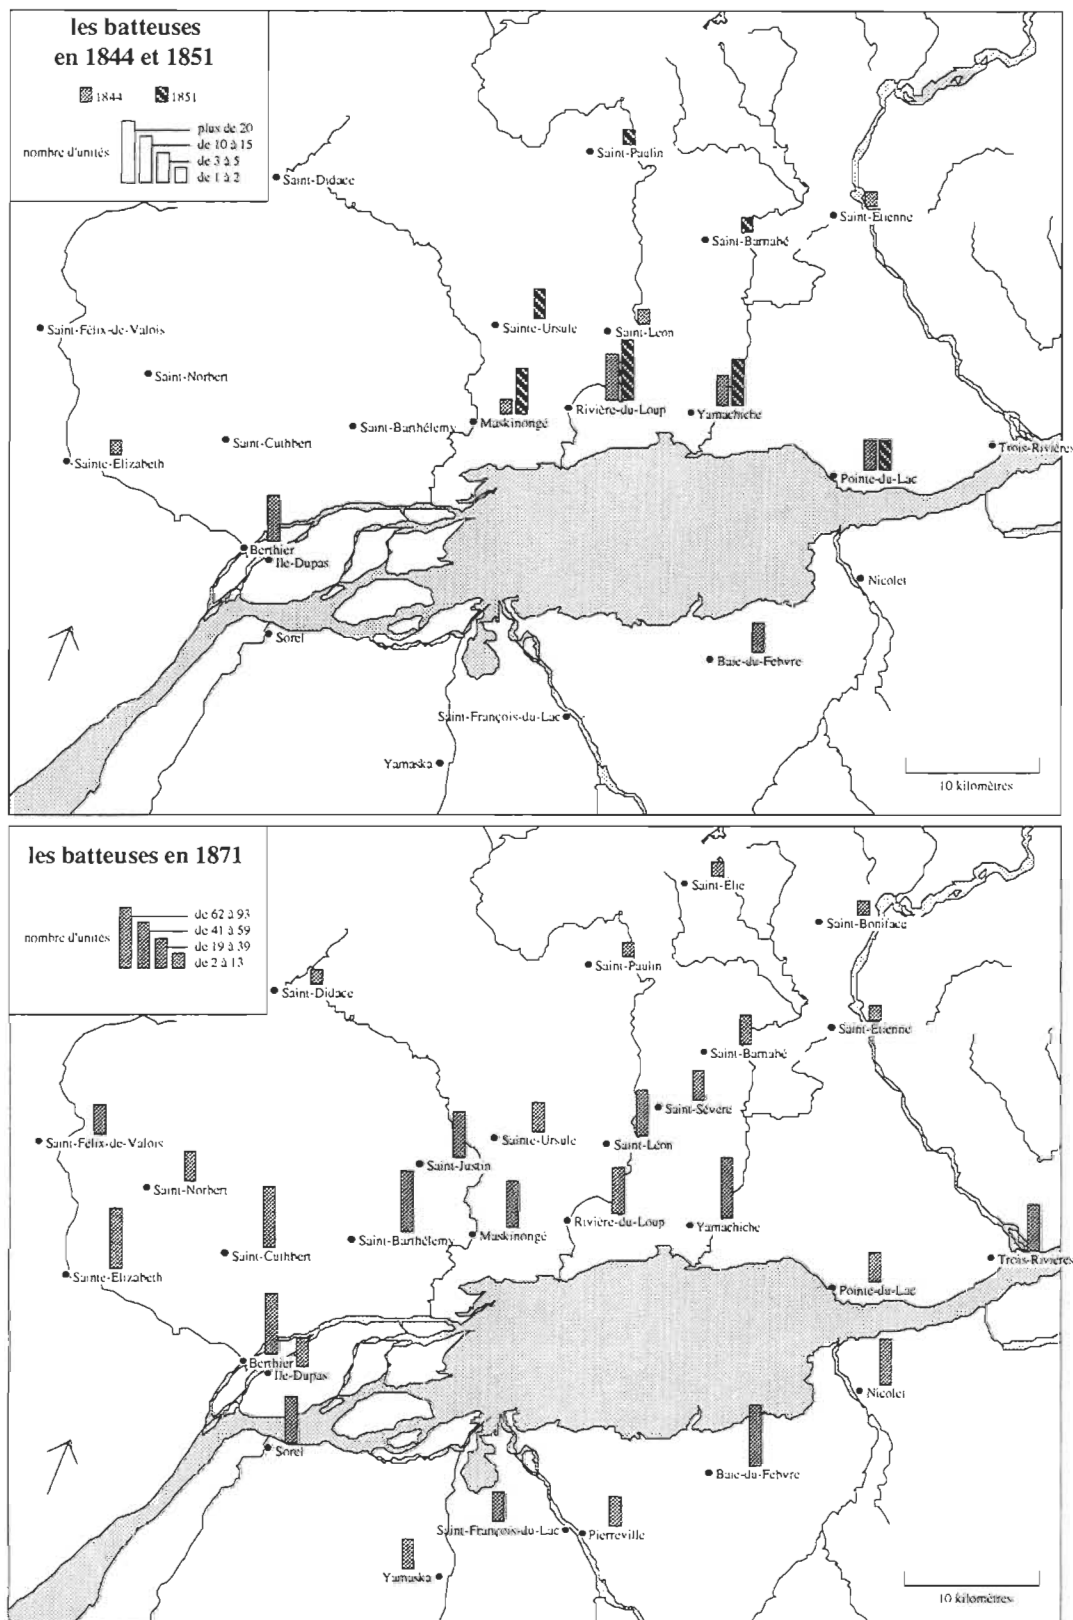 les batteuses
en 1844 et 1851
1844 1851
nombre d'unités
plus de 20
de 10 à 15
de 3 à 5
de 1 à 2
Saint-Paulin
Saint-Didace
Saint-Etienne
Saint-Barnabé
Saint-Félix-de-Valois
Sainte-Ursule
Saint-Léon
Saint-Norbert
Rivière-du-Loup
Yamachiche
Maskinongé
Saint-Barthélemy
Saint-Cuthbert
Trois-Rivières
Sainte-Elizabeth
Pointe-du-Lac
Berthier
Ile-Dupas
Nicolet
Sorel
Baie-du-Febvre
Saint-François-du-Lac
Yamaska
10 kilomètres
les batteuses en 1871
nombre d'unités
de 62 à 93
de 41 à 59
de 19 à 39
de 2 à 13
Saint-Elie
Saint-Boniface
Saint-Paulin
Saint-Didace
Saint-Etienne
Saint-Barnabé
Saint-Sévère
Saint-Félix-de-Valois
Sainte-Ursule
Saint-Léon
Saint-Justin
Saint-Norbert
Rivière-du-Loup
Yamachiche
Maskinongé
Saint-Barthélemy
Saint-Cuthbert
Trois-Rivières
Sainte-Elizabeth
Pointe-du-Lac
Berthier
Ile-Dupas
Nicolet
Sorel
Baie-du-Febvre
Saint-François-du-Lac
Pierreville
Yamaska
10 kilomètres